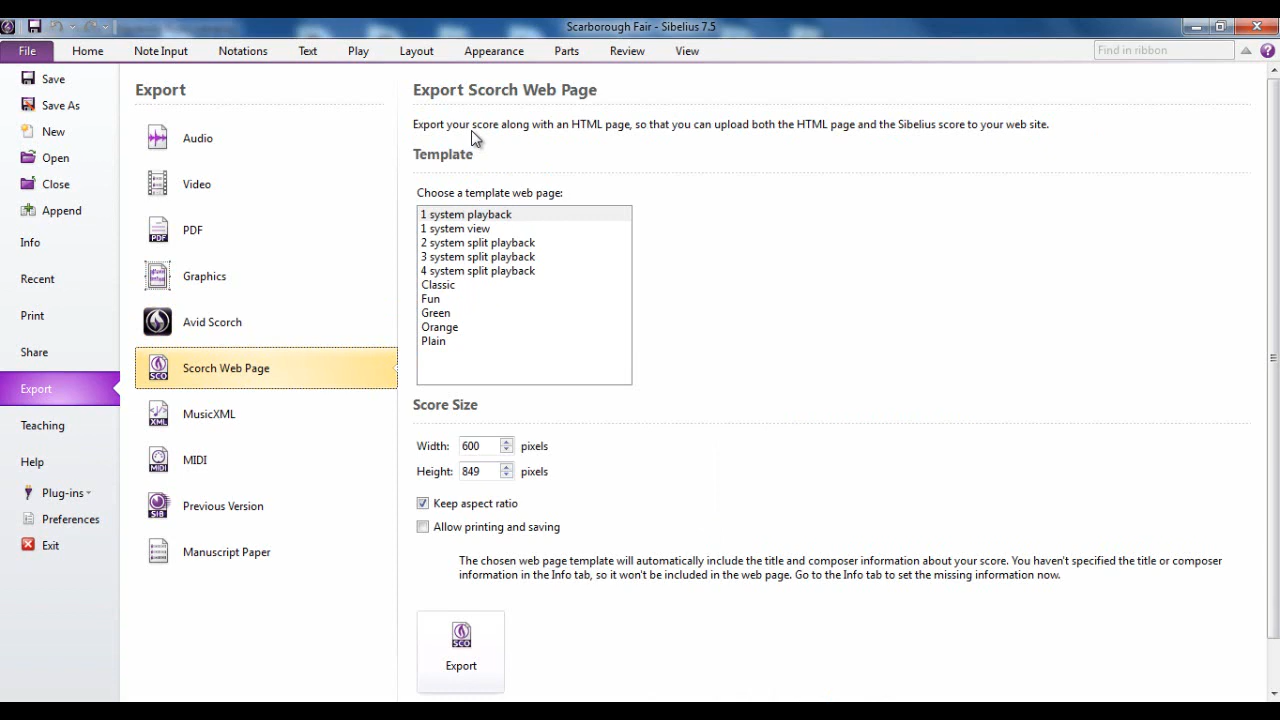 Scarborough Fair - Sibelius 7.5
File Home Note Input Notations Text Play Layout Appearance Parts Review View Find in ribbon
Save
Save As
New
Open
Close
Append
Info
Recent
Print
Share
Export
Teaching
Help
Plug-ins
Preferences
Exit
Export
Audio
Video
PDF
Graphics
Avid Scorch
Scorch Web Page
MusicXML
MIDI
Previous Version
Manuscript Paper
Export Scorch Web Page
Export your score along with an HTML page, so that you can upload both the HTML page and the Sibelius score to your web site.
Template
Choose a template web page:
1 system playback
1 system view
2 system split playback
3 system split playback
4 system split playback
Classic
Fun
Green
Orange
Plain
Score Size
Width: 600 pixels
Height: 849 pixels
Keep aspect ratio
Allow printing and saving
The chosen web page template will automatically include the title and composer information about your score. You haven't specified the title or composer
information in the Info tab, so it won't be included in the web page. Go to the Info tab to set the missing information now.
SCO
Export